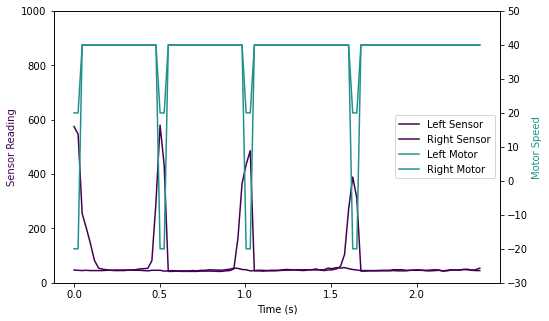 1000
800
600
400
200
0
Sensor Reading
50
40
30
20
10
0
−10
−20
−30
Motor Speed
Left Sensor
Right Sensor
Left Motor
Right Motor
0.0 0.5 1.0 1.5 2.0
Time (s)